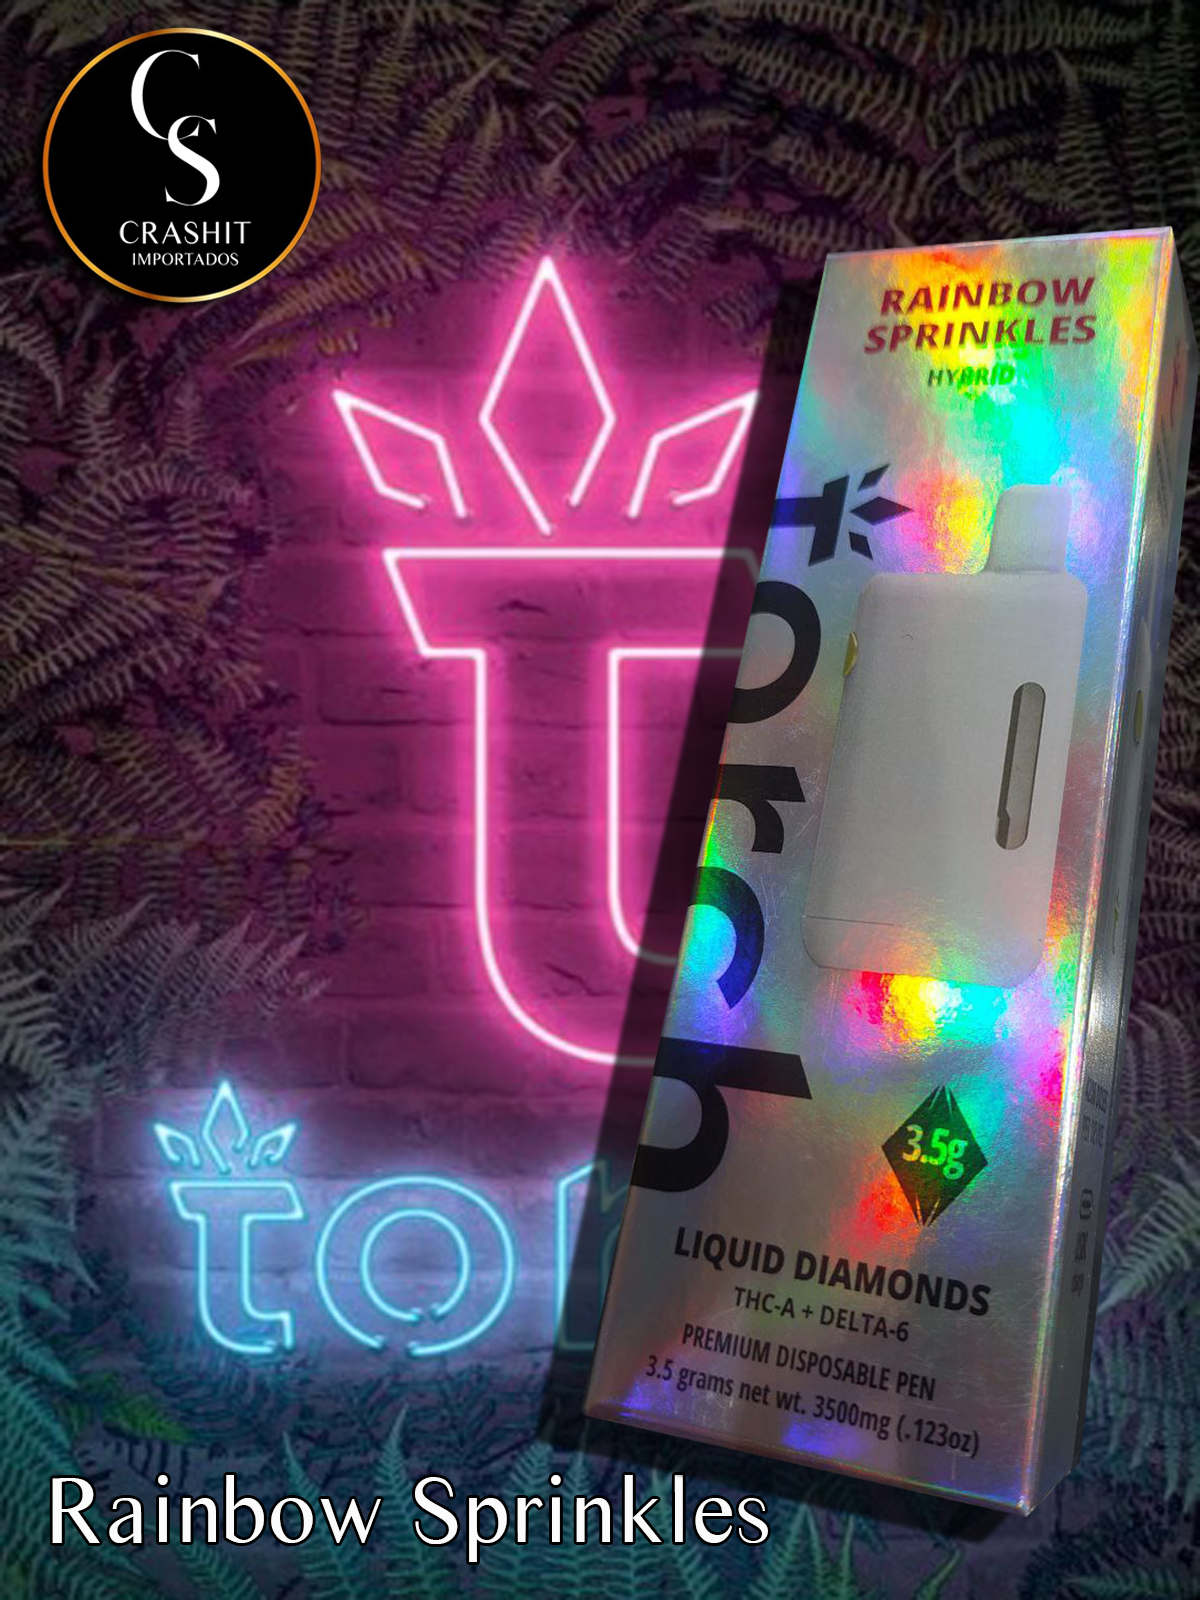 CS
CRASHIT
IMPORTADOS
RAINBOW
SPRINKLES
HYBRID
torch
3.5g
LIQUID DIAMONDS
THC-A + DELTA-6
PREMIUM DISPOSABLE PEN
3.5 grams net wt. 3500mg (.123oz)
t
tor
Rainbow Sprinkles